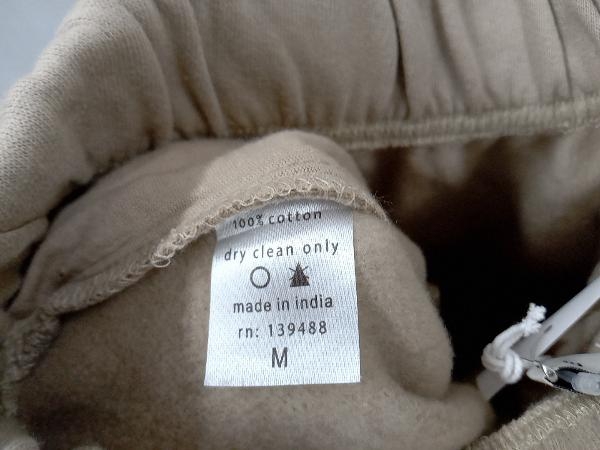 100% cotton
dry clean only
made in india
rn: 139488
M